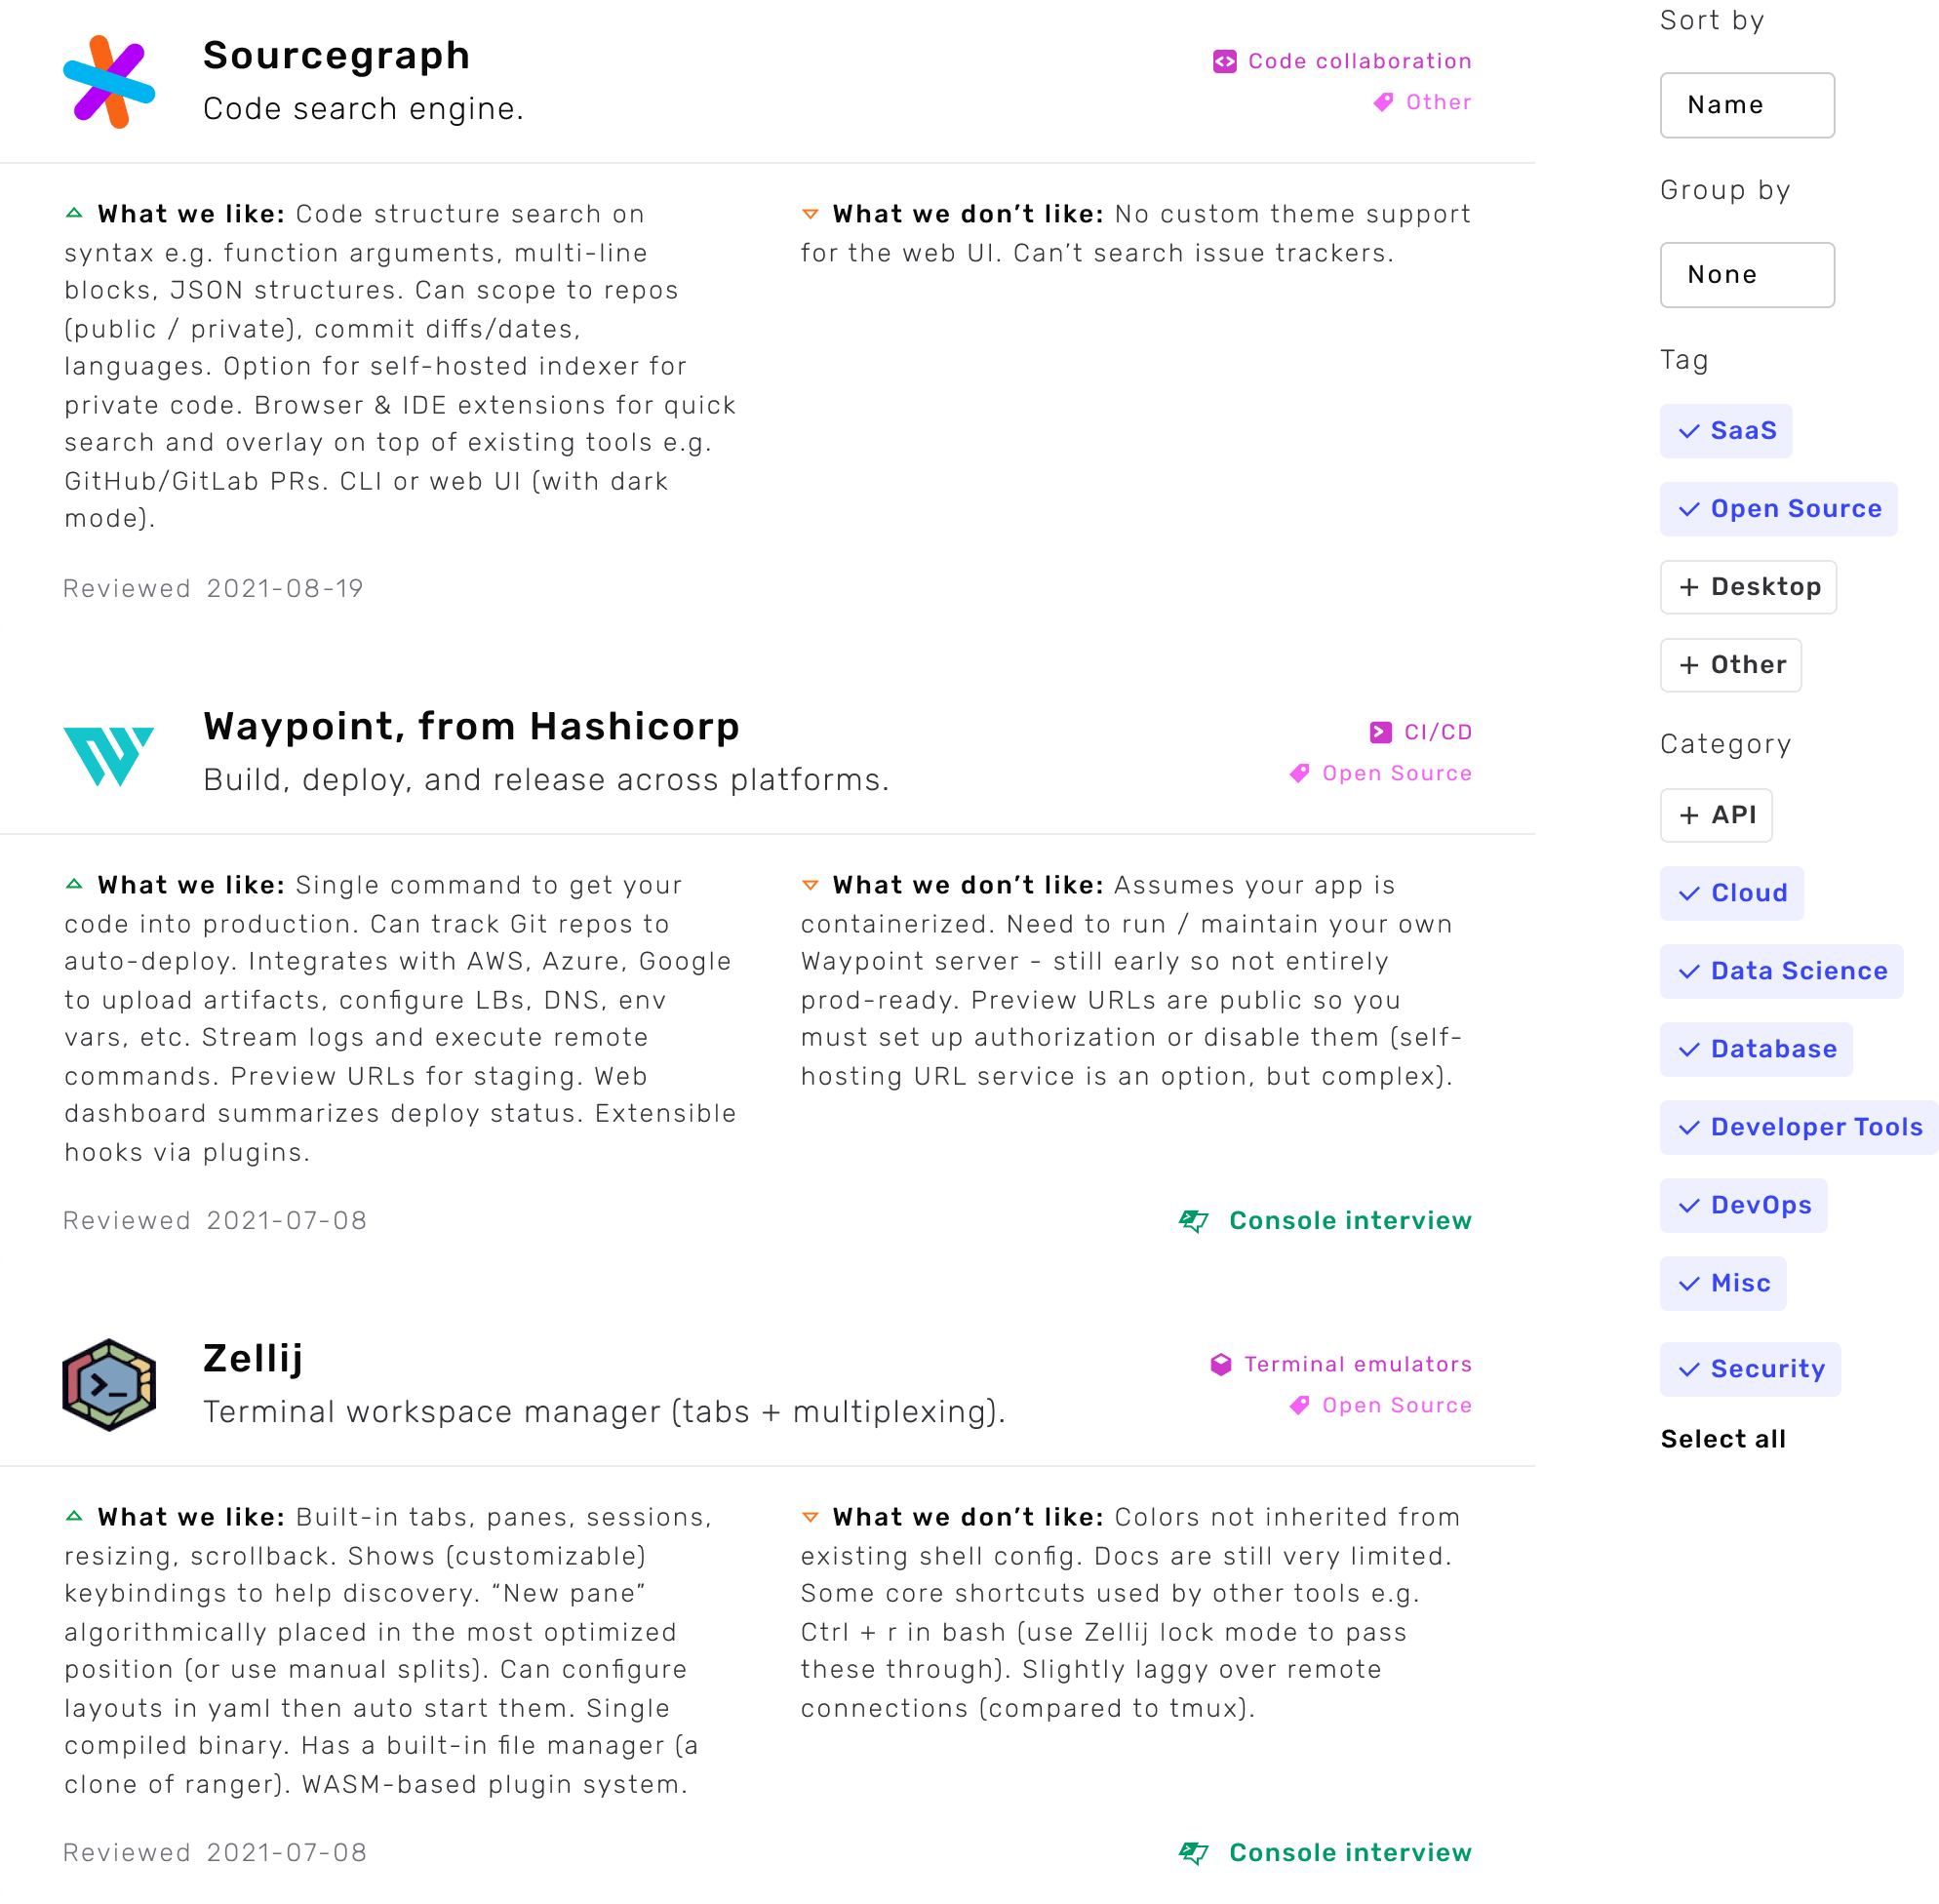 Sourcegraph
Code search engine.
Code collaboration
Other
What we like: Code structure search on
syntax e.g. function arguments, multi-line
blocks, JSON structures. Can scope to repos
(public / private), commit diffs/dates,
languages. Option for self-hosted indexer for
private code. Browser & IDE extensions for quick
search and overlay on top of existing tools e.g.
GitHub/GitLab PRs. CLI or web UI (with dark
mode).
What we don’t like: No custom theme support
for the web UI. Can’t search issue trackers.
Reviewed 2021-08-19
Waypoint, from Hashicorp
Build, deploy, and release across platforms.
CI/CD
Open Source
What we like: Single command to get your
code into production. Can track Git repos to
auto-deploy. Integrates with AWS, Azure, Google
to upload artifacts, configure LBs, DNS, env
vars, etc. Stream logs and execute remote
commands. Preview URLs for staging. Web
dashboard summarizes deploy status. Extensible
hooks via plugins.
What we don’t like: Assumes your app is
containerized. Need to run / maintain your own
Waypoint server - still early so not entirely
prod-ready. Preview URLs are public so you
must set up authorization or disable them (self-
hosting URL service is an option, but complex).
Reviewed 2021-07-08
Console interview
Zellij
Terminal workspace manager (tabs + multiplexing).
Terminal emulators
Open Source
What we like: Built-in tabs, panes, sessions,
resizing, scrollback. Shows (customizable)
keybindings to help discovery. “New pane”
algorithmically placed in the most optimized
position (or use manual splits). Can configure
layouts in yaml then auto start them. Single
compiled binary. Has a built-in file manager (a
clone of ranger). WASM-based plugin system.
What we don’t like: Colors not inherited from
existing shell config. Docs are still very limited.
Some core shortcuts used by other tools e.g.
Ctrl + r in bash (use Zellij lock mode to pass
these through). Slightly laggy over remote
connections (compared to tmux).
Reviewed 2021-07-08
Console interview
Sort by
Name
Group by
None
Tag
SaaS
Open Source
+ Desktop
+ Other
Category
+ API
Cloud
Data Science
Database
Developer Tools
DevOps
Misc
Security
Select all